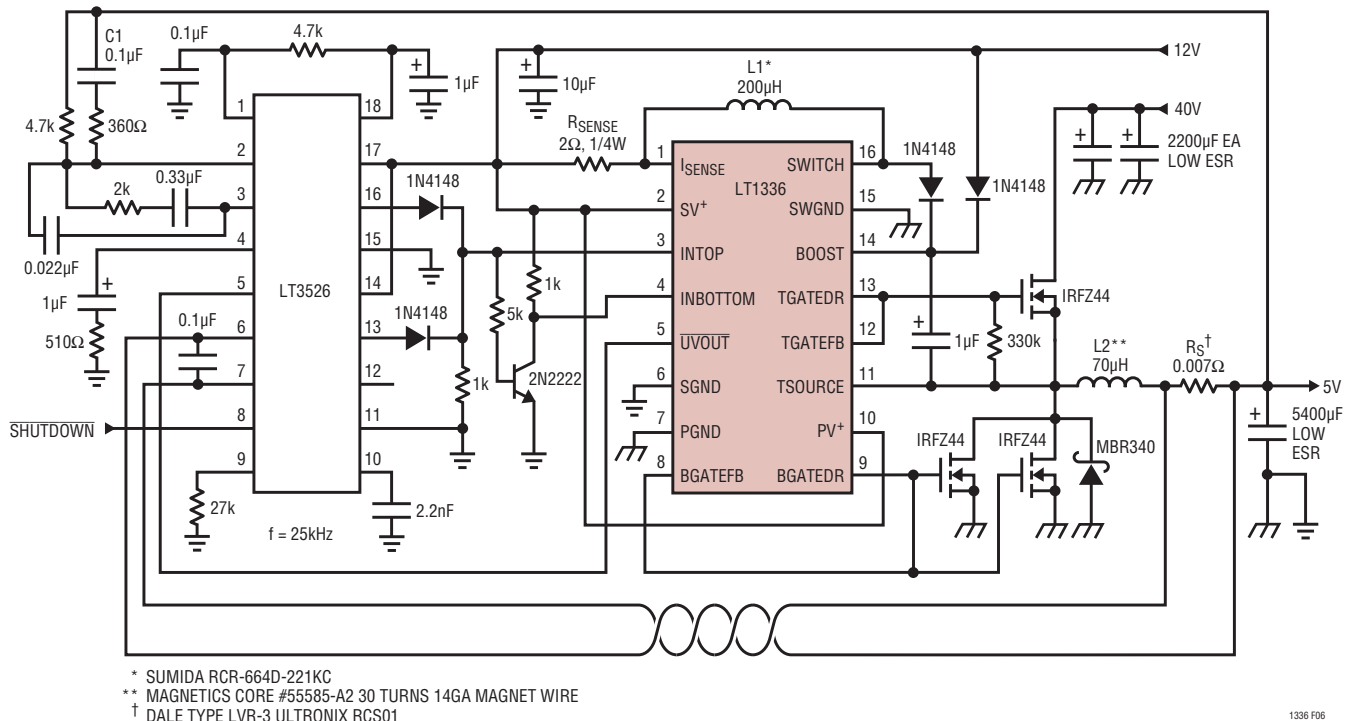 C1
0.1µF
4.7k
360Ω
0.1µF
4.7k
+
1µF
+
10µF
L1*
200µH
12V
40V
+
+
2200µF EA
LOW ESR
RSENSE
2Ω, 1/4W
2k
0.33µF
0.022µF
1µF
+
510Ω
0.1µF
SHUTDOWN
27k
1
2
3
4
5
6
7
8
9
LT3526
18
17
16
15
14
13
12
11
10
f = 25kHz
2.2nF
1N4148
1N4148
1k
5k
1k
2N2222
1
2
3
4
5
6
7
8
ISENSE
SV+
INTOP
INBOTTOM
UVOUT
SGND
PGND
BGATEFB
LT1336
SWITCH
SWGND
BOOST
TGATEDR
TGATEFB
TSOURCE
PV+
BGATEDR
16
15
14
13
12
11
10
9
1N4148
1N4148
+
1µF
330k
IRFZ44
L2**
70µH
RS†
0.007Ω
5V
+
5400µF
LOW
ESR
IRFZ44
IRFZ44
MBR340
* SUMIDA RCR-664D-221KC
** MAGNETICS CORE #55585-A2 30 TURNS 14GA MAGNET WIRE
† DALE TYPE LVR-3 ULTRONIX RCS01
1336 F06